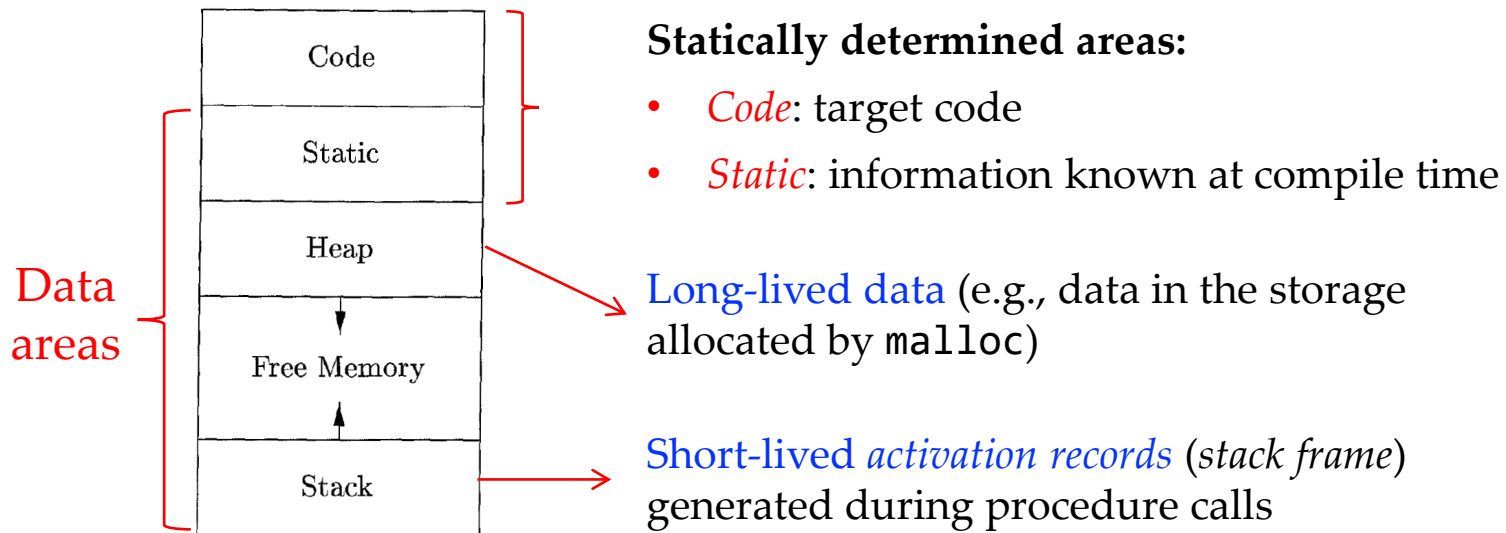 Code
Static
Heap
Free Memory
Stack
Data
areas
Statically determined areas:
• Code: target code
• Static: information known at compile time
Long-lived data (e.g., data in the storage
allocated by malloc)
Short-lived activation records (stack frame)
generated during procedure calls